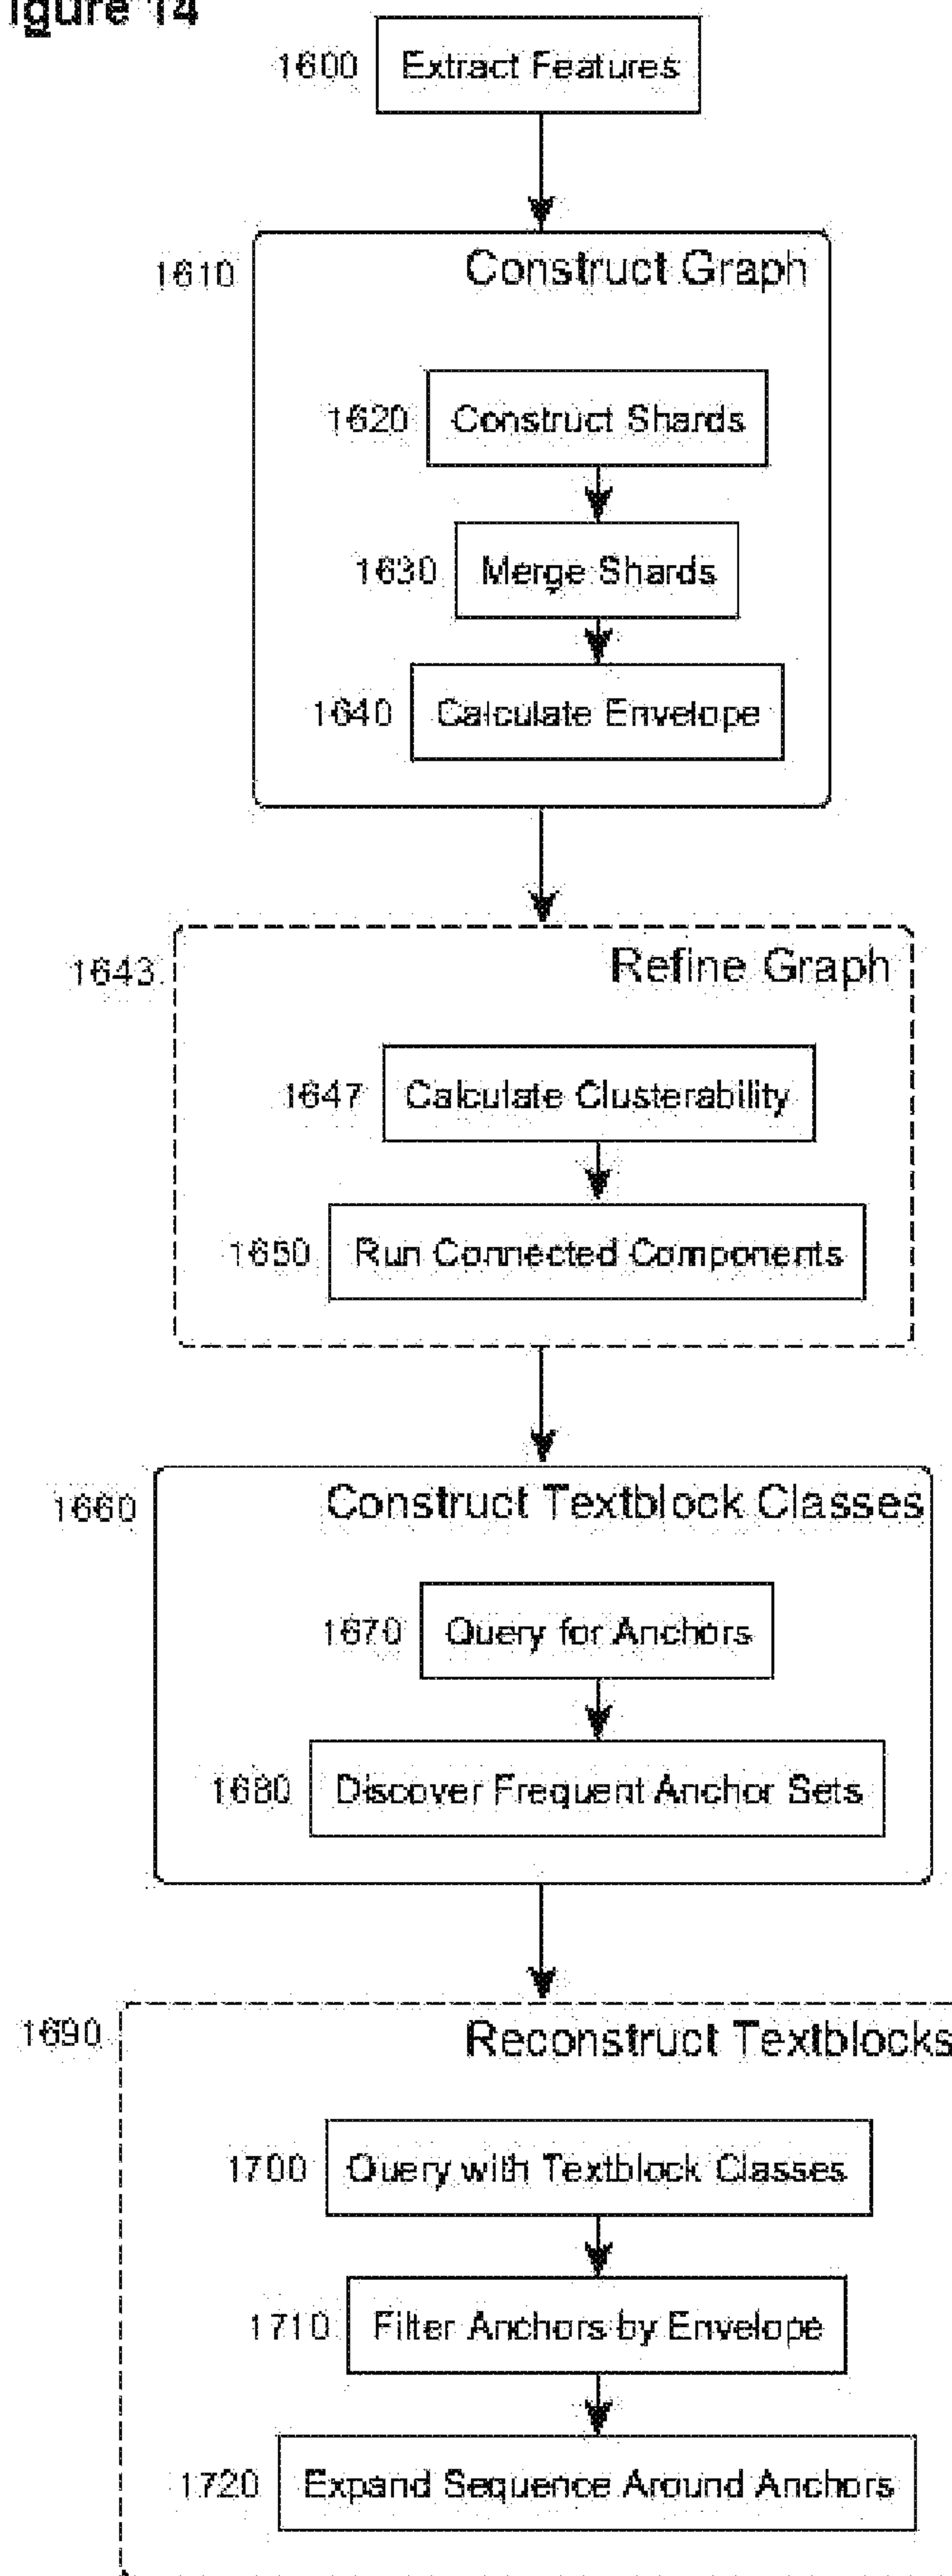 igure 14
1600 Extract Features
1610 Construct Graph
1620 Construct Shards
1630 Merge Shards
1640 Calculate Envelope
1643 Refine Graph
1647 Calculate Clusterability
1650 Run Connected Components
1660 Construct Textblock Classes
1670 Query for Anchors
1680 Discover Frequent Anchor Sets
1690 Reconstruct Textblocks
1700 Query with Textblock Classes
1710 Filter Anchors by Envelope
1720 Expand Sequence Around Anchors